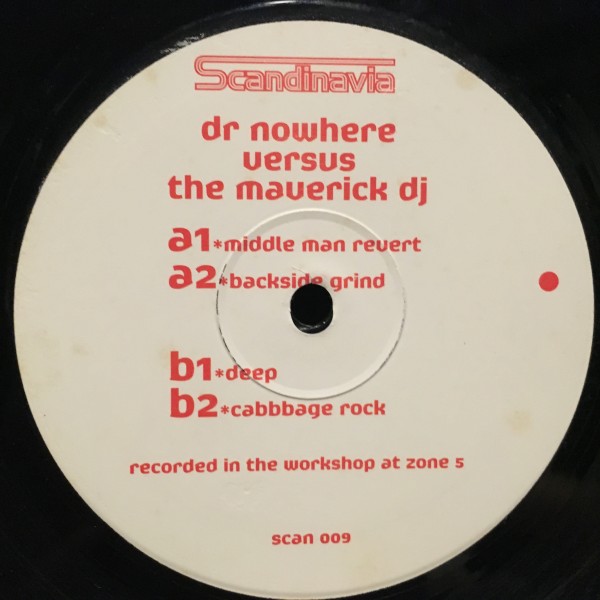 Scandinavia
dr nowhere
versus
the maverick dj
a1*middle man revert
a2*backside grind
b1*deep
b2*cabbbage rock
recorded in the workshop at zone 5
scan 009